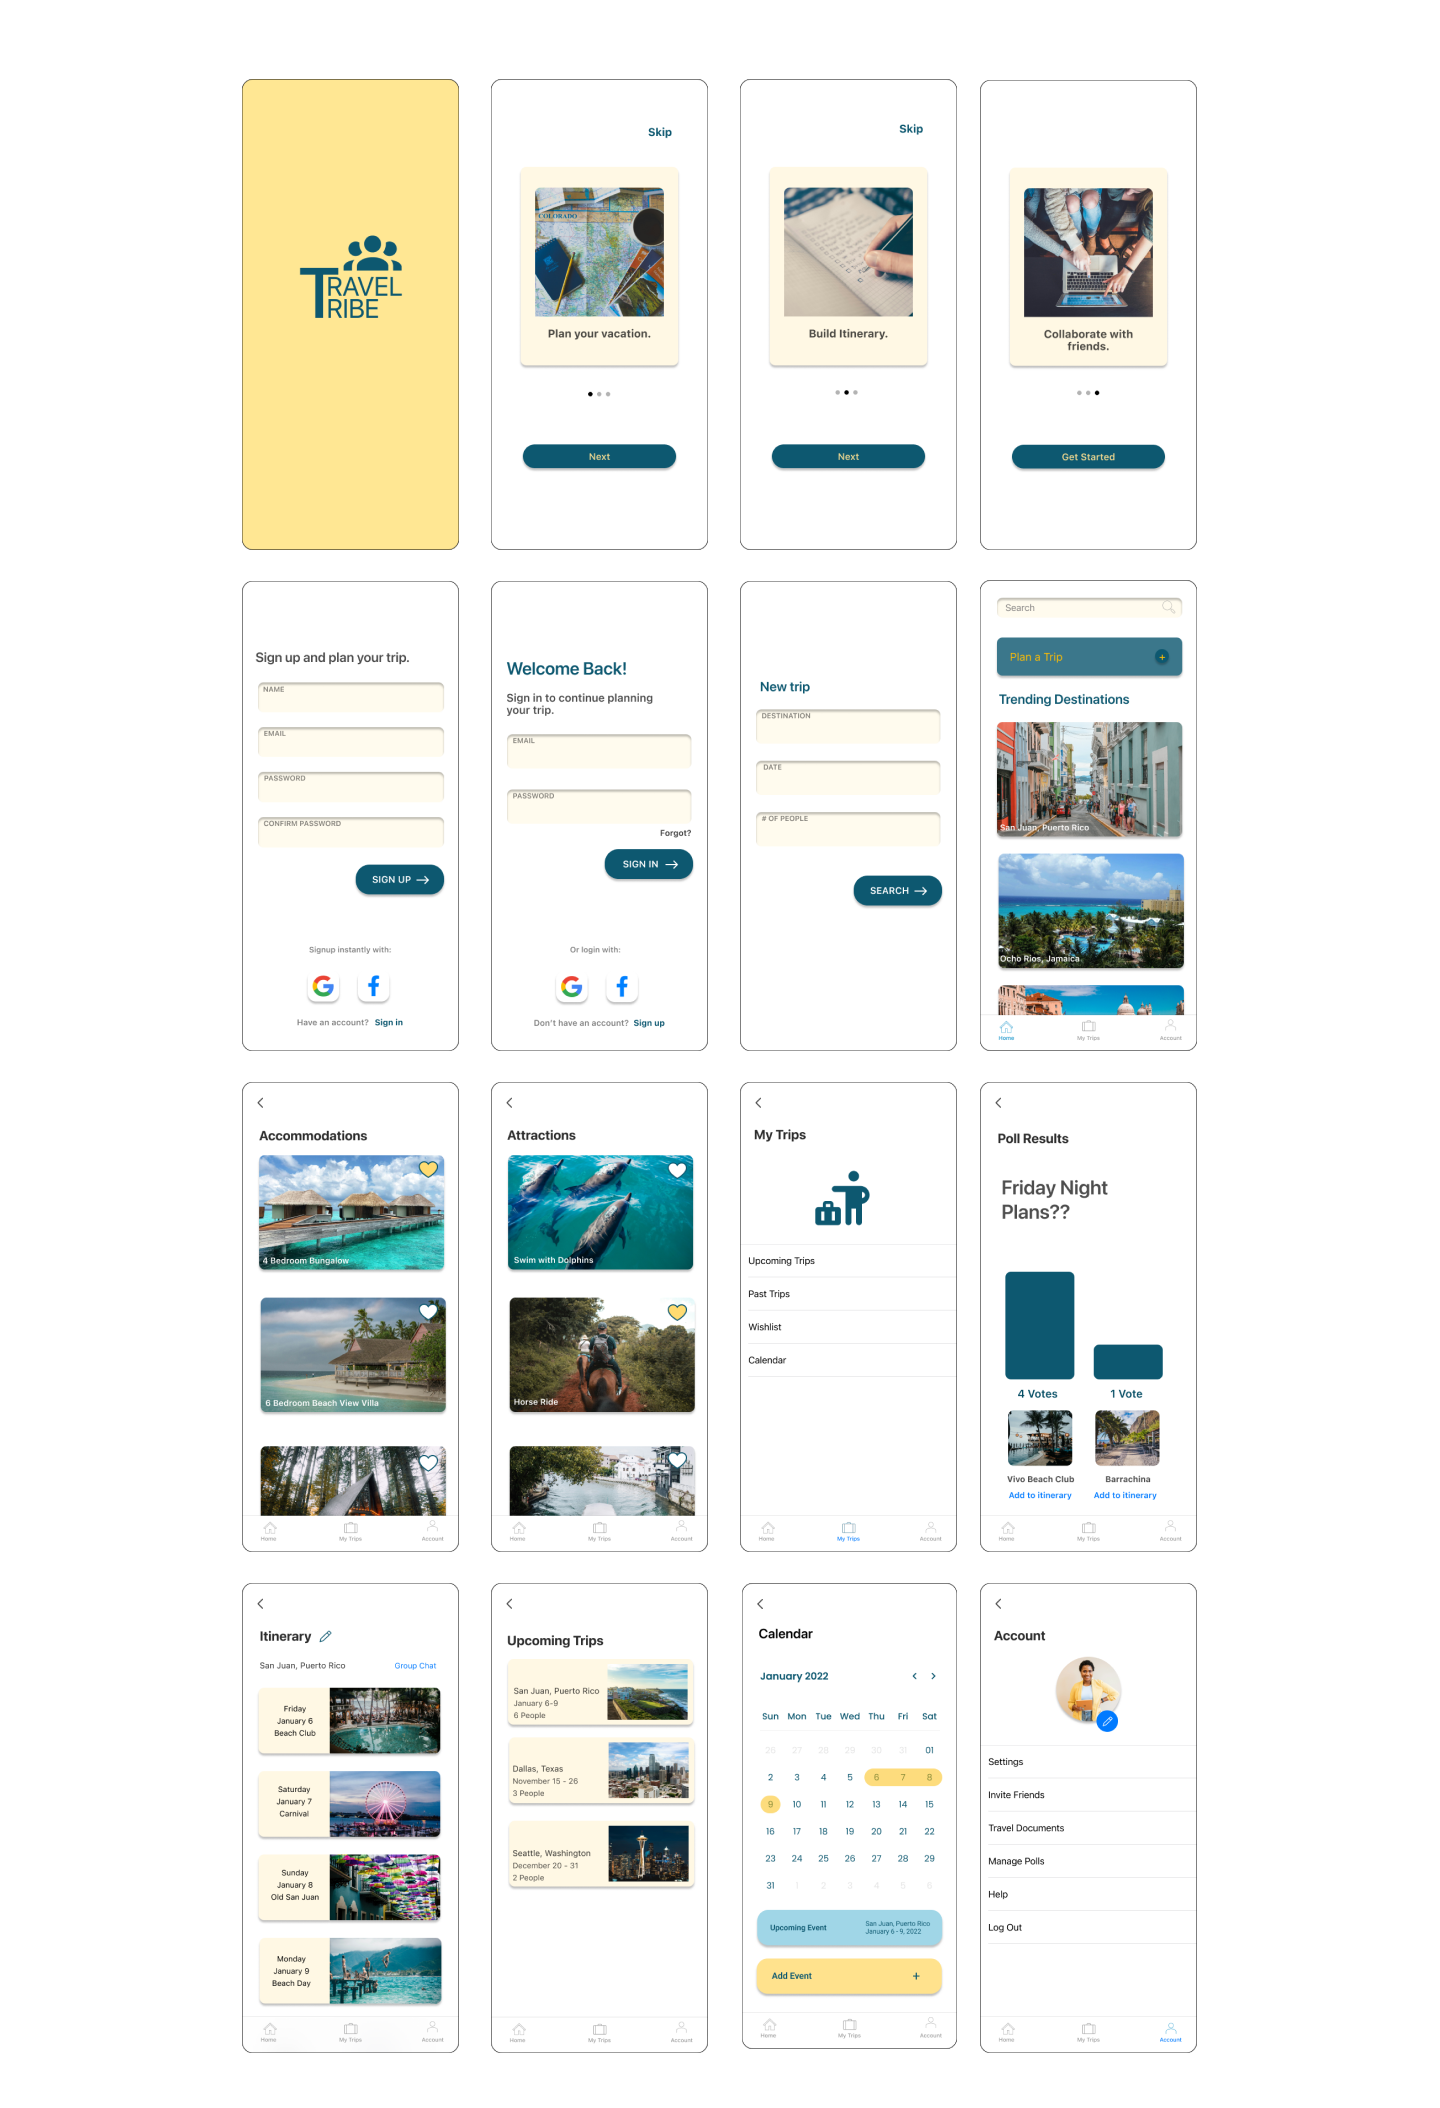 TRAVEL
TRIBE
Skip
COLORADO
Plan your vacation.
Next
Skip
Build Itinerary.
Next
Collaborate with
friends.
Get Started
Sign up and plan your trip.
NAME
EMAIL
PASSWORD
CONFIRM PASSWORD
SIGN UP
Signup instantly with:
Have an account? Sign in
Welcome Back!
Sign in to continue planning
your trip.
EMAIL
PASSWORD
Forgot?
SIGN IN
Or login with:
Don't have an account? Sign up
New trip
DESTINATION
DATE
# OF PEOPLE
SEARCH
Search
Plan a Trip
+
Trending Destinations
San Juan, Puerto Rico
Ocho Rios, Jamaica
Home My Trips Account
Accommodations
4 Bedroom Bungalow
6 Bedroom Beach View Villa
Home My Trips Account
Attractions
Swim with Dolphins
Horse Ride
Home My Trips Account
My Trips
Upcoming Trips
Past Trips
Wishlist
Calendar
Home My Trips Account
Poll Results
Friday Night
Plans??
4 Votes 1 Vote
Vivo Beach Club Barrachina
Add to itinerary Add to itinerary
Home My Trips Account
Itinerary
San Juan, Puerto Rico Group Chat
Friday
January 6
Beach Club
Saturday
January 7
Carnival
Sunday
January 8
Old San Juan
Monday
January 9
Beach Day
Home My Trips Account
Upcoming Trips
San Juan, Puerto Rico
January 6-9
6 People
Dallas, Texas
November 15 - 26
3 People
Seattle, Washington
December 20 - 31
2 People
Home My Trips Account
Calendar
January 2022
Sun Mon Tue Wed Thu Fri Sat
26 27 28 29 30 31 01
2 3 4 5 6 7 8
9 10 11 12 13 14 15
16 17 18 19 20 21 22
23 24 25 26 27 28 29
31 1 2 3 4 5 6
Upcoming Event
San Juan, Puerto Rico
January 6 - 9, 2022
Add Event +
Home My Trips Account
Account
Settings
Invite Friends
Travel Documents
Manage Polls
Help
Log Out
Home My Trips Account